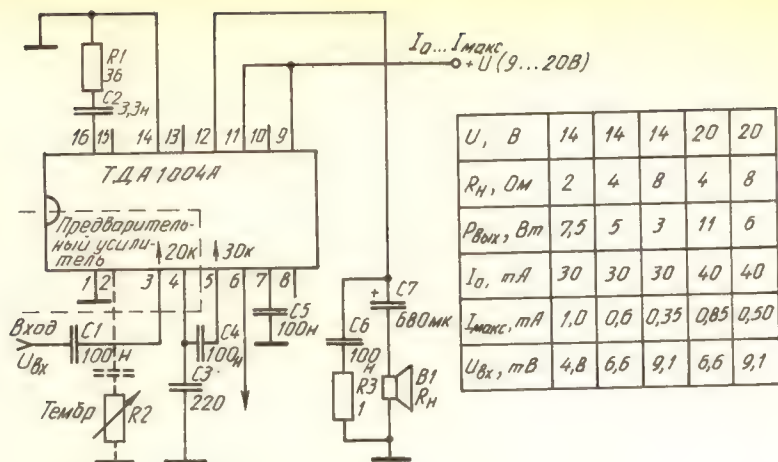 I₀...Iмакс
+U (9...20В)
R1
36
C2
3,3н
16 15 14 13 12 11 10 9
ТДА1004А
Предваритель-
ный усили-
тель
20к
30к
1 2 3 4 5 6 7 8
Вход
Uвх
C1
100н
Тембр
R2
C4
100н
C3
220
C5
100н
C6
100
н
R3
1
C7
+
680мк
B1
Rн
U, В 14 14 14 20 20
Rн, Ом 2 4 8 4 8
Pвых, Вт 7,5 5 3 11 6
I₀, mA 30 30 30 40 40
Iмакс, mA 1,0 0,6 0,35 0,85 0,50
Uвх, mB 4,8 6,6 9,1 6,6 9,1